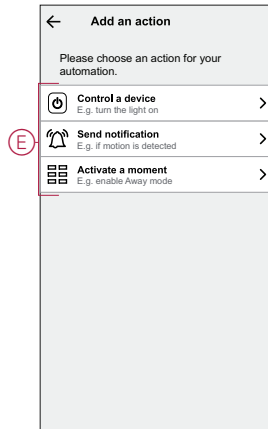 Add an action
Please choose an action for your
automation.
Control a device
E.g. turn the light on
E
Send notification
E.g. if motion is detected
Activate a moment
E.g. enable Away mode